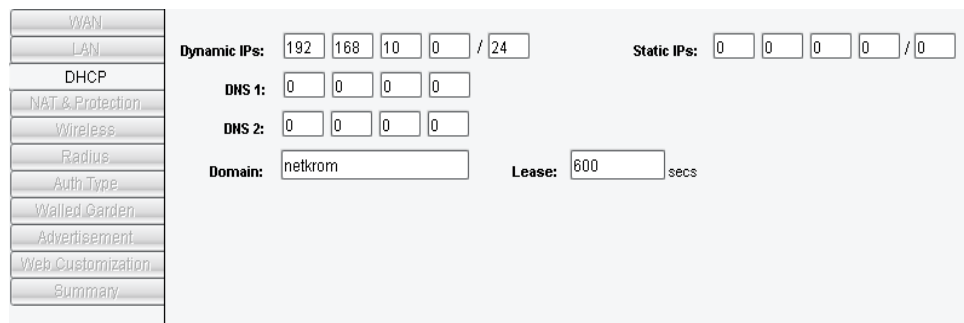 WAN
LAN
DHCP
NAT & Protection
Wireless
Radius
Auth Type
Walled Garden
Advertisement
Web Customization
Summary
Dynamic IPs: 192 168 10 0 / 24 Static IPs: 0 0 0 0 / 0
DNS 1: 0 0 0 0
DNS 2: 0 0 0 0
Domain: netkrom Lease: 600 secs